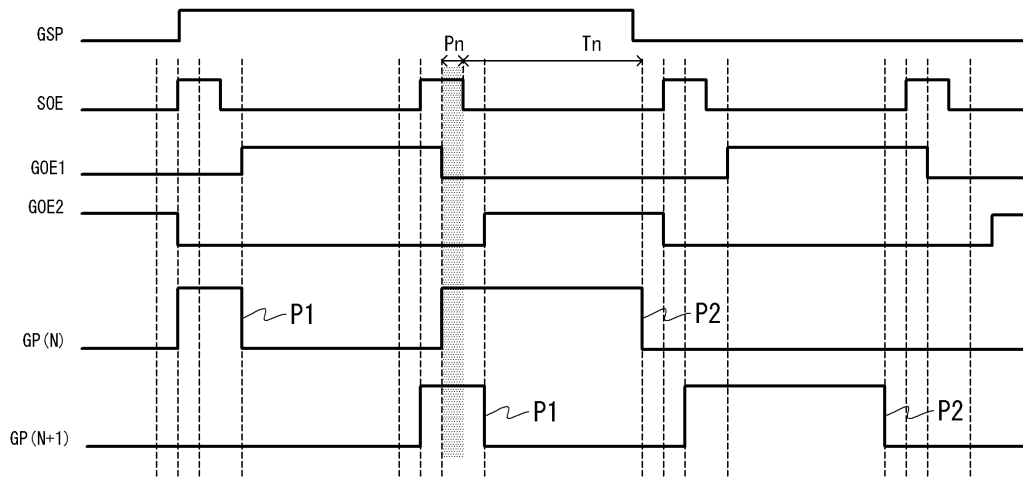 GSP
Pn
Tn
SOE
GOE1
GOE2
P1
P2
GP(N)
P1
P2
GP(N+1)